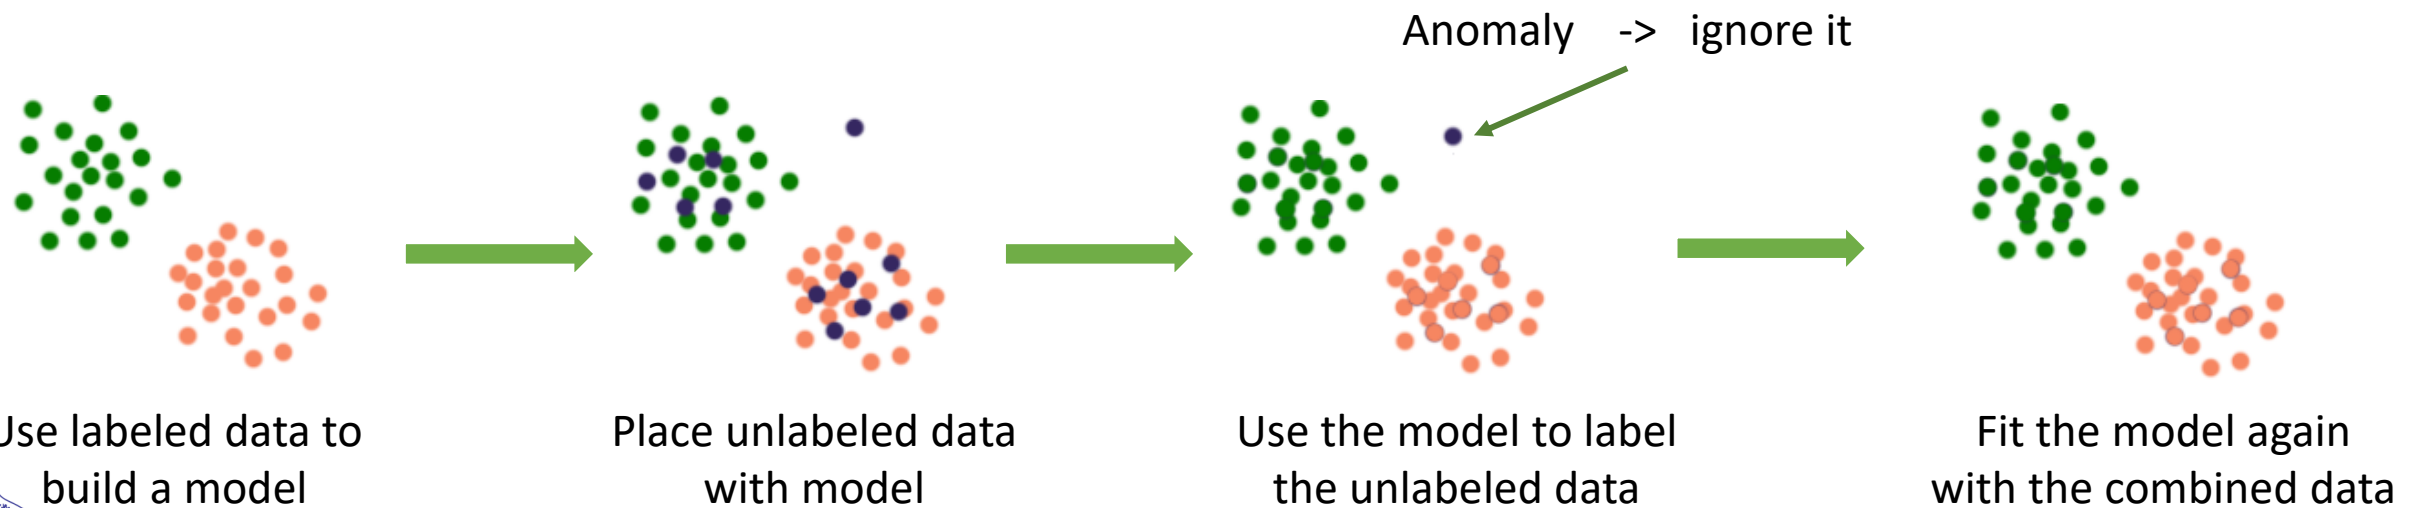 Anomaly -> ignore it
Use labeled data to
build a model
Place unlabeled data
with model
Use the model to label
the unlabeled data
Fit the model again
with the combined data